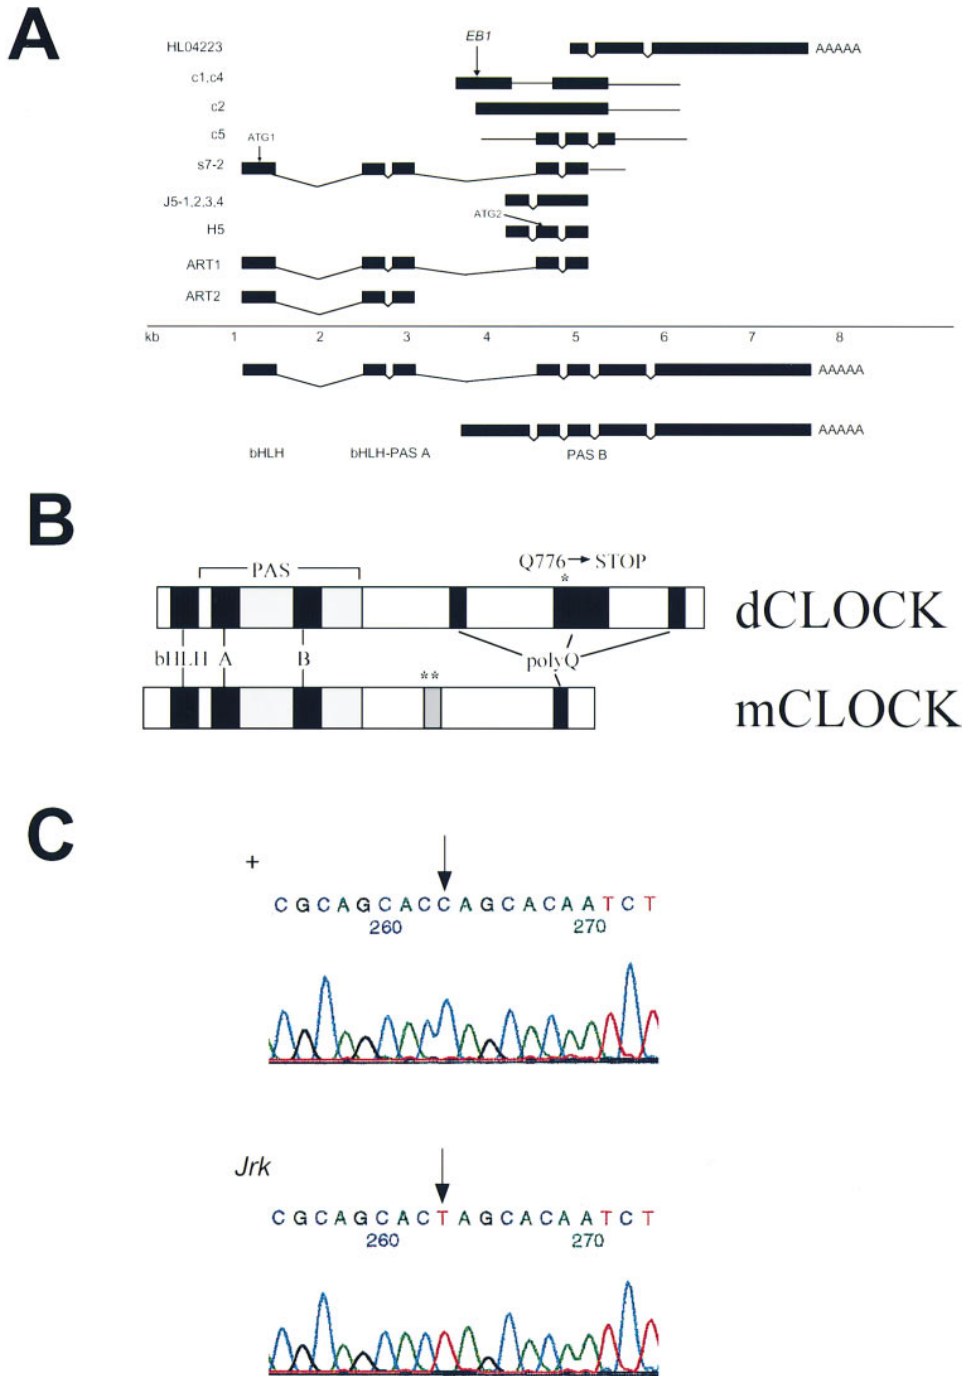 A
HL04223
AAAAA
EB1
c1,c4
c2
c5
ATG1
s7-2
J5-1,2,3,4
ATG2
H5
ART1
ART2
kb 1 2 3 4 5 6 7 8
AAAAA
AAAAA
bHLH bHLH-PAS A PAS B
B
Q776 → STOP
PAS
*
dCLOCK
bHLH A B polyQ
**
mCLOCK
C
+
CGCAGCACCAGCACAATCT
260 270
Jrk
CGCAGCACTAGCACAATCT
260 270